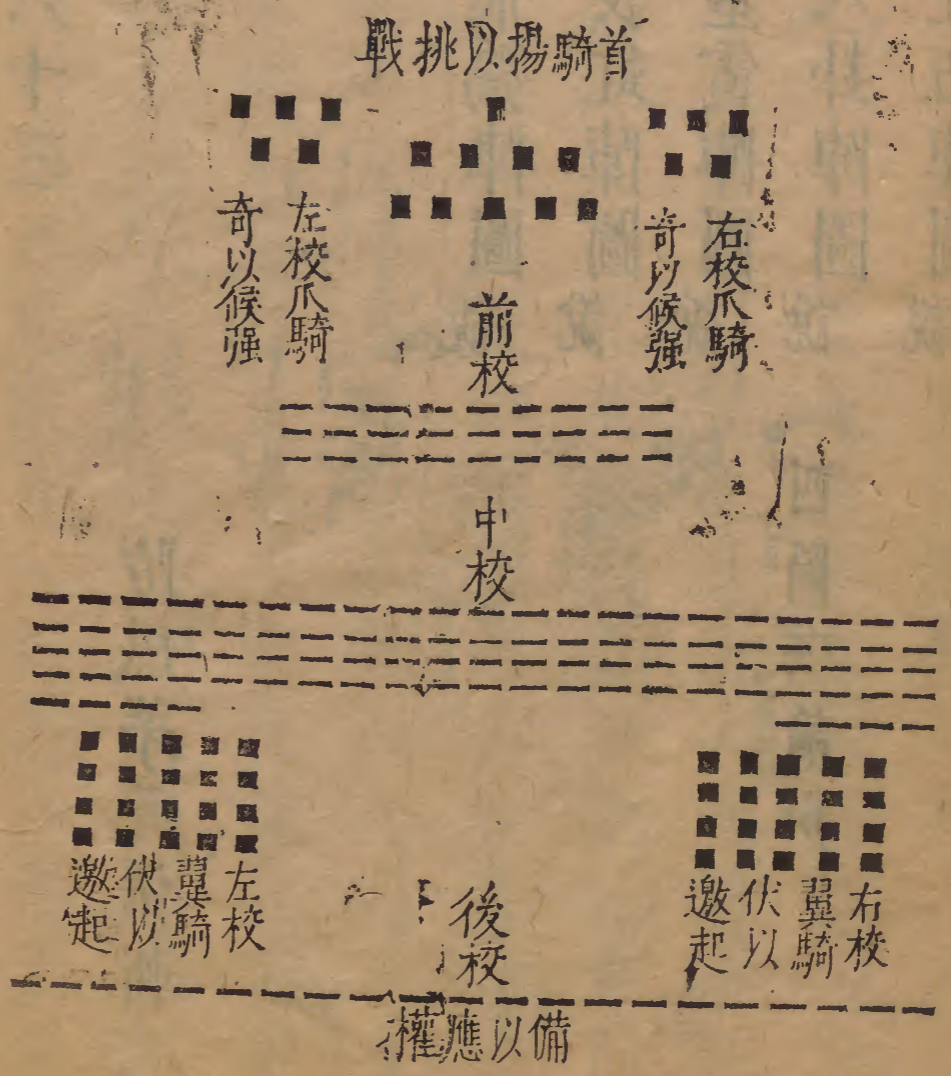 首騎揚以挑戰
右校爪騎
奇以候强
前校
左校爪騎
奇以候强
中校
右校
翼騎
伏以
邀起
後校
左校
翼騎
伏以
邀起
備以應權